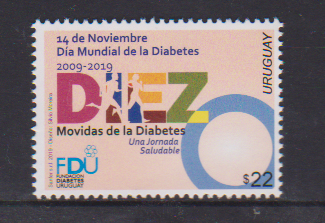 14 de Noviembre
Día Mundial de la Diabetes
2009-2019
DIEZ
Movidas de la Diabetes
Una Jornada
Saludable
FDU
FUNDACIÓN
DIABETES
URUGUAY
URUGUAY
$22